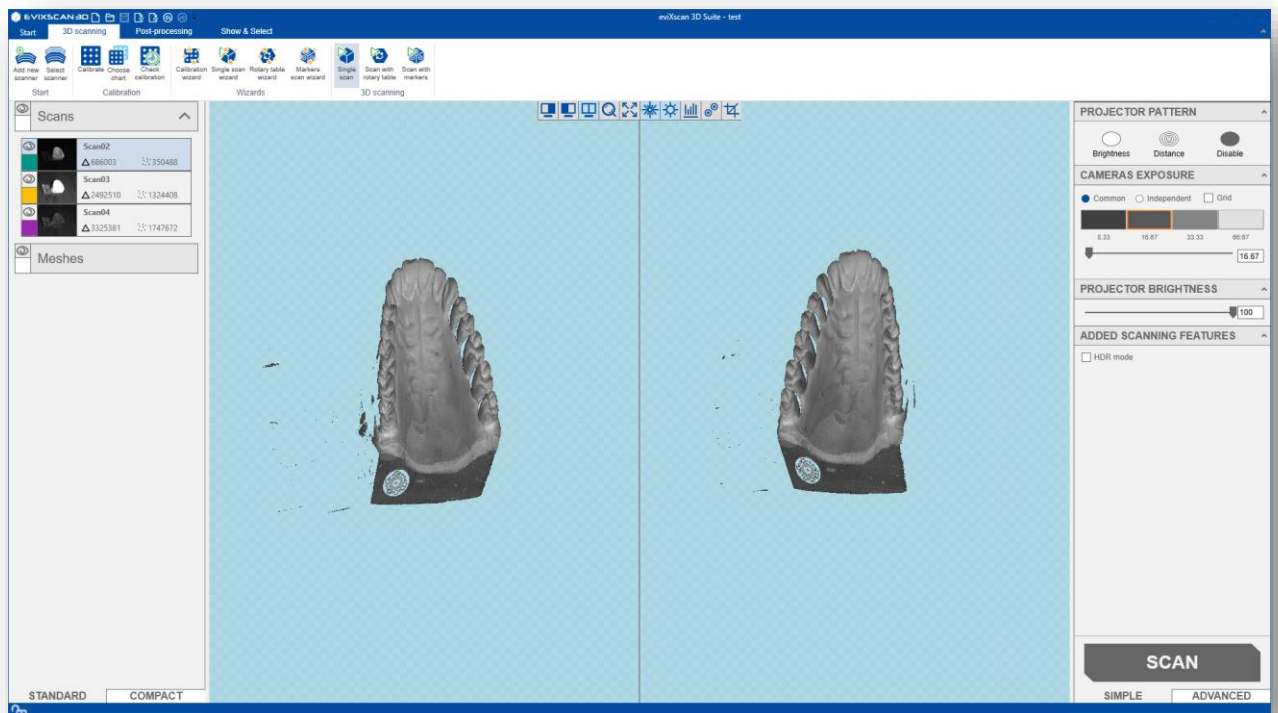 EVIXSCAN 3D
eviXscan 3D Suite - test
Start 3D scanning Post-processing Show & Select
Add new scanner
Select scanner
Calibrate
Choose chart
Check calibration
Calibration wizard
Single scan wizard
Rotary table wizard
Markers scan wizard
Single scan
Scan with rotary table
Scan with markers
Start Calibration Wizards 3D scanning
Scans
Scan02
686003 350488
Scan03
2492510 1324408
Scan04
3325381 1747672
Meshes
STANDARD COMPACT
PROJECTOR PATTERN
Brightness Distance Disable
CAMERAS EXPOSURE
Common Independent Grid
8.33 16.67 33.33 66.67
16.67
PROJECTOR BRIGHTNESS
100
ADDED SCANNING FEATURES
HDR mode
SCAN
SIMPLE ADVANCED